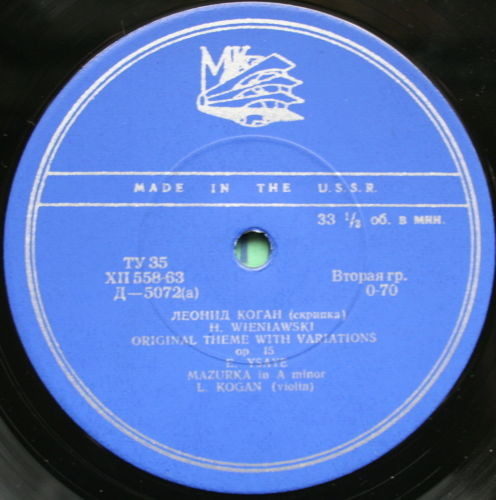 МК
MADE IN THE U.S.S.R.
33 ⅓ об. в мин.
ТУ 35
ХП 558-63
Д—5072(а)
Вторая гр.
0-70
ЛЕОНИД КОГАН (скрипка)
H. WIENIAWSKI
ORIGINAL THEME WITH VARIATIONS
op 15
E. YSAYE
MAZURKA in A minor
L. KOGAN (violin)